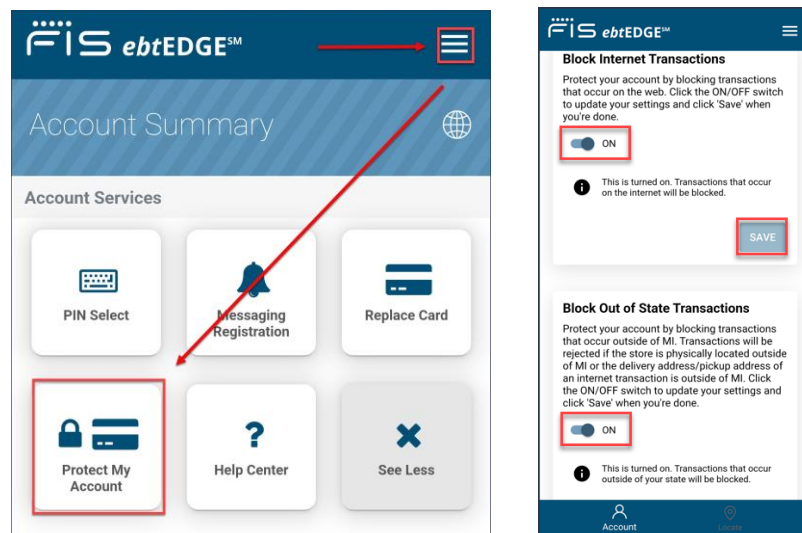 FIS ebtEDGE℠
Account Summary
Account Services
PIN Select
Messaging
Registration
Replace Card
Protect My
Account
Help Center
See Less
FIS ebtEDGE℠
Block Internet Transactions
Protect your account by blocking transactions
that occur on the web. Click the ON/OFF switch
to update your settings and click 'Save' when
you're done.
ON
This is turned on. Transactions that occur
on the internet will be blocked.
SAVE
Block Out of State Transactions
Protect your account by blocking transactions
that occur outside of MI. Transactions will be
rejected if the store is physically located outside
of MI or the delivery address/pickup address of
an internet transaction is outside of MI. Click
the ON/OFF switch to update your settings and
click 'Save' when you're done.
ON
This is turned on. Transactions that occur
outside of your state will be blocked.
Account
Locate